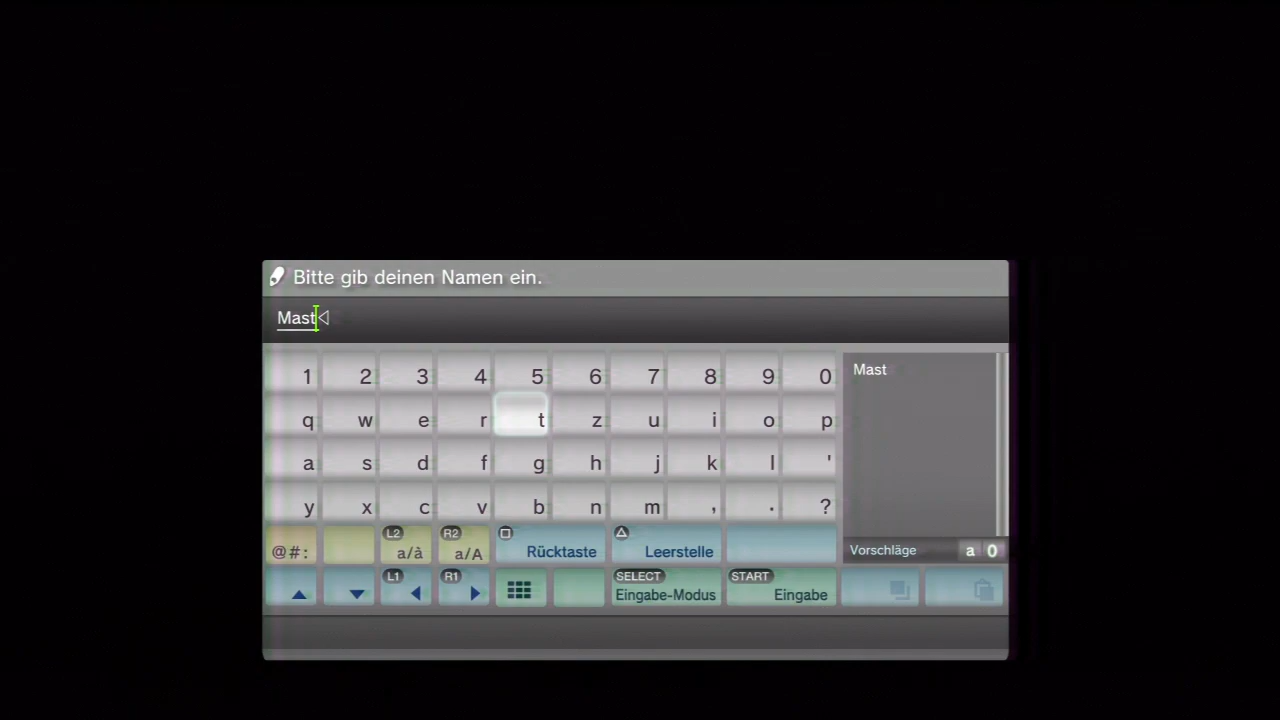 Bitte gib deinen Namen ein.
Mast
1 2 3 4 5 6 7 8 9 0
Mast
q w e r t z u i o p
a s d f g h j k l '
y x c v b n m , . ?
@#: L2 a/à R2 a/A Rücktaste Leerstelle
Vorschläge a 0
L1 R1 SELECT Eingabe-Modus START Eingabe